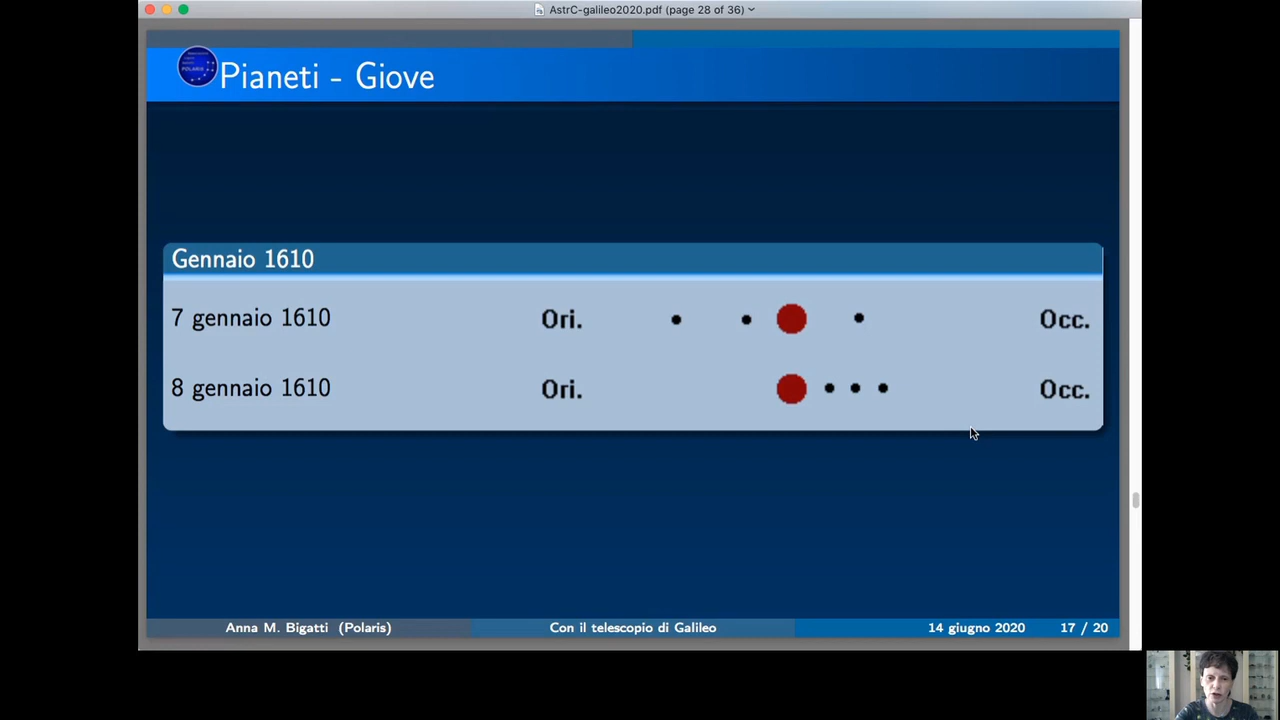 AstrC-galileo2020.pdf (page 28 of 36)
POLARIS
Pianeti - Giove
Gennaio 1610
7 gennaio 1610 Ori. Occ.
8 gennaio 1610 Ori. Occ.
Anna M. Bigatti (Polaris) Con il telescopio di Galileo 14 giugno 2020 17 / 20